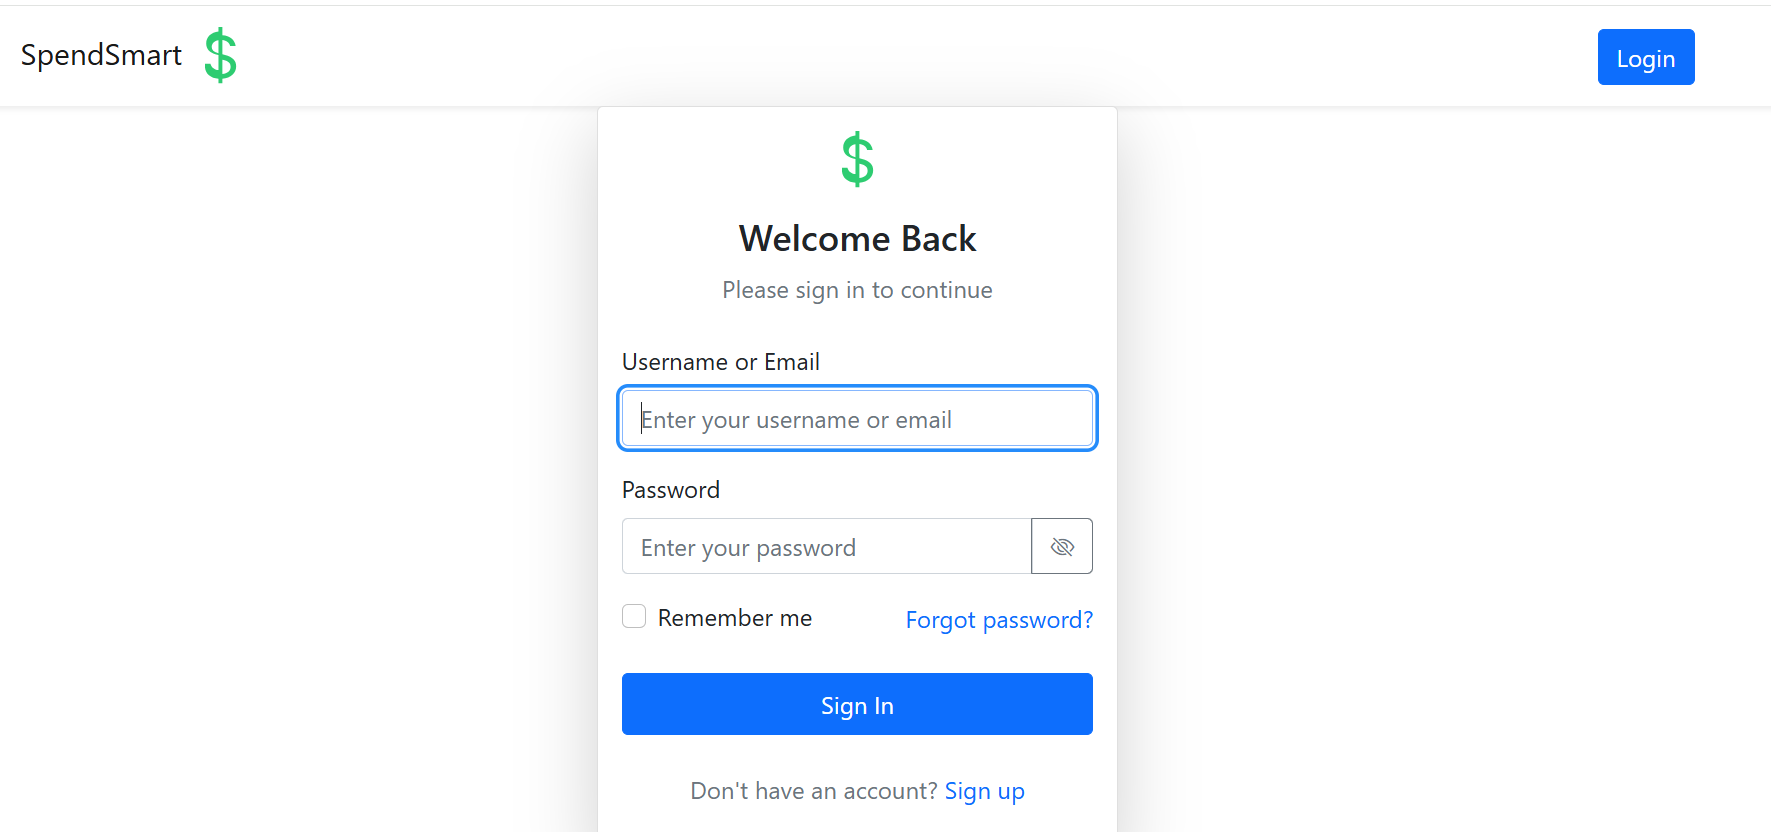 SpendSmart $
Login
$
Welcome Back
Please sign in to continue
Username or Email
Enter your username or email
Password
Enter your password
Remember me
Forgot password?
Sign In
Don't have an account? Sign up